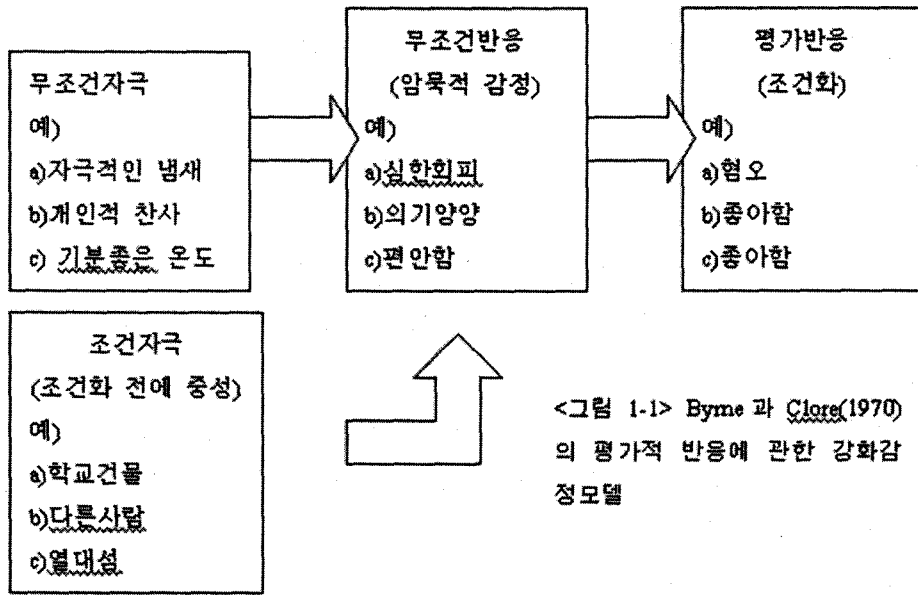 무조건자극
예)
a)자극적인 냄새
b)개인적 찬사
c) 기분좋은 온도
무조건반응
(암묵적 감정)
예)
a)심한회피
b)의기양양
c)편안함
평가반응
(조건화)
예)
a)혐오
b)좋아함
c)좋아함
조건자극
(조건화 전에 중성)
예)
a)학교건물
b)다른사람
c)열대섬
<그림 1-1> Byrne 과 Clore(1970)
의 평가적 반응에 관한 강화감
정모델